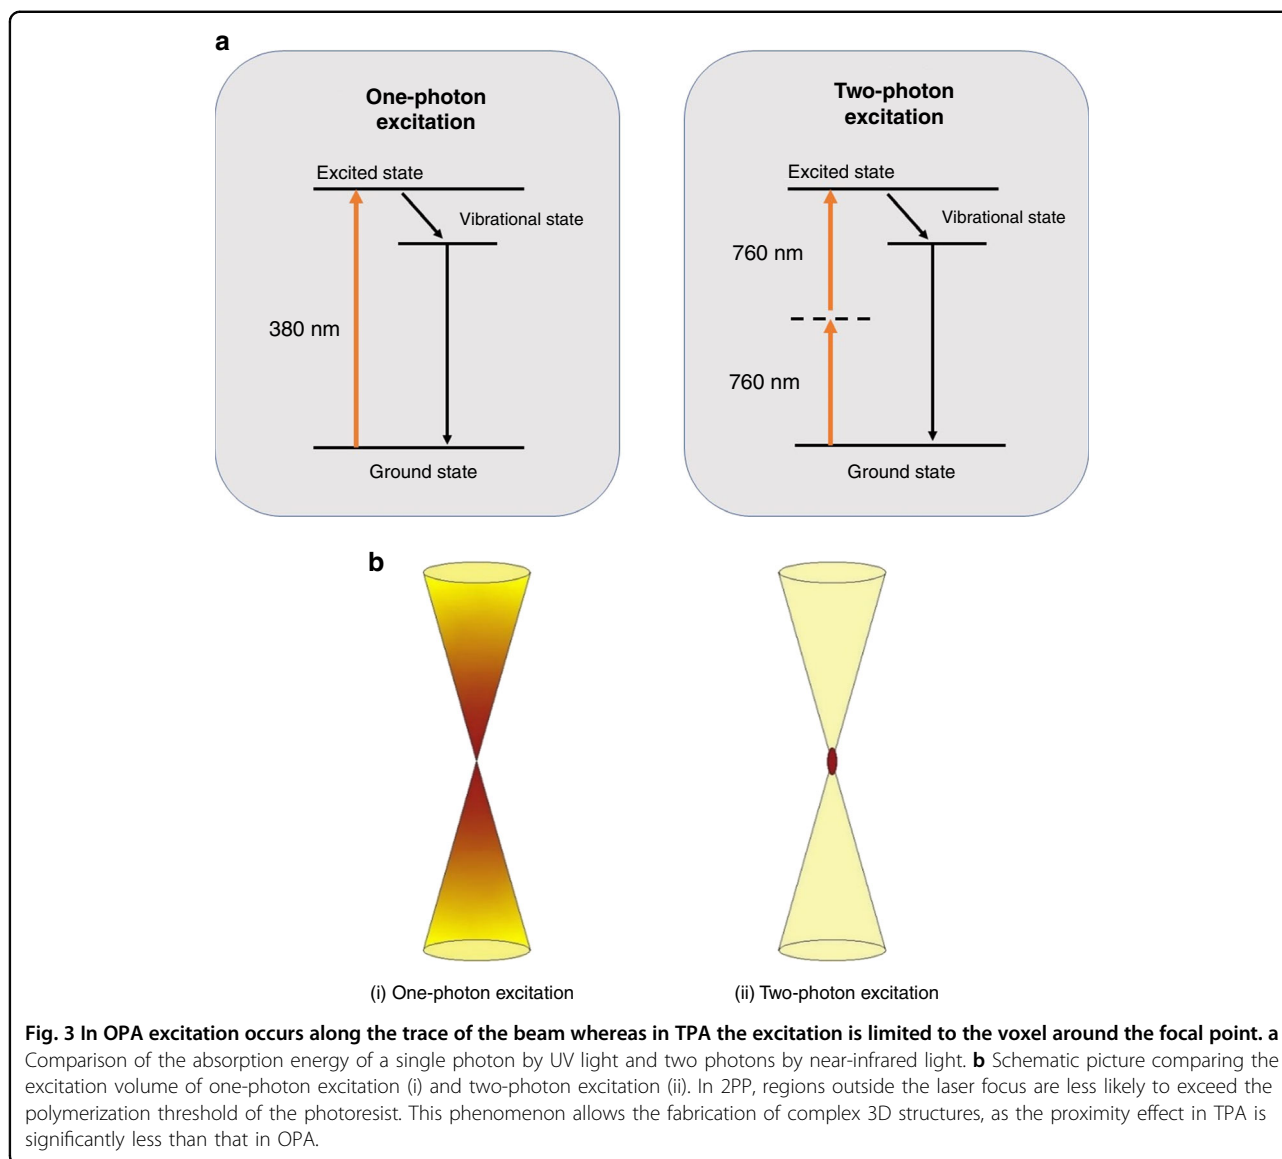 a
One-photon
excitation
Excited state
Vibrational state
380 nm
Ground state
Two-photon
excitation
Excited state
Vibrational state
760 nm
760 nm
Ground state
b
(i) One-photon excitation
(ii) Two-photon excitation
Fig. 3 In OPA excitation occurs along the trace of the beam whereas in TPA the excitation is limited to the voxel around the focal point. a
Comparison of the absorption energy of a single photon by UV light and two photons by near-infrared light. b Schematic picture comparing the
excitation volume of one-photon excitation (i) and two-photon excitation (ii). In 2PP, regions outside the laser focus are less likely to exceed the
polymerization threshold of the photoresist. This phenomenon allows the fabrication of complex 3D structures, as the proximity effect in TPA is
significantly less than that in OPA.